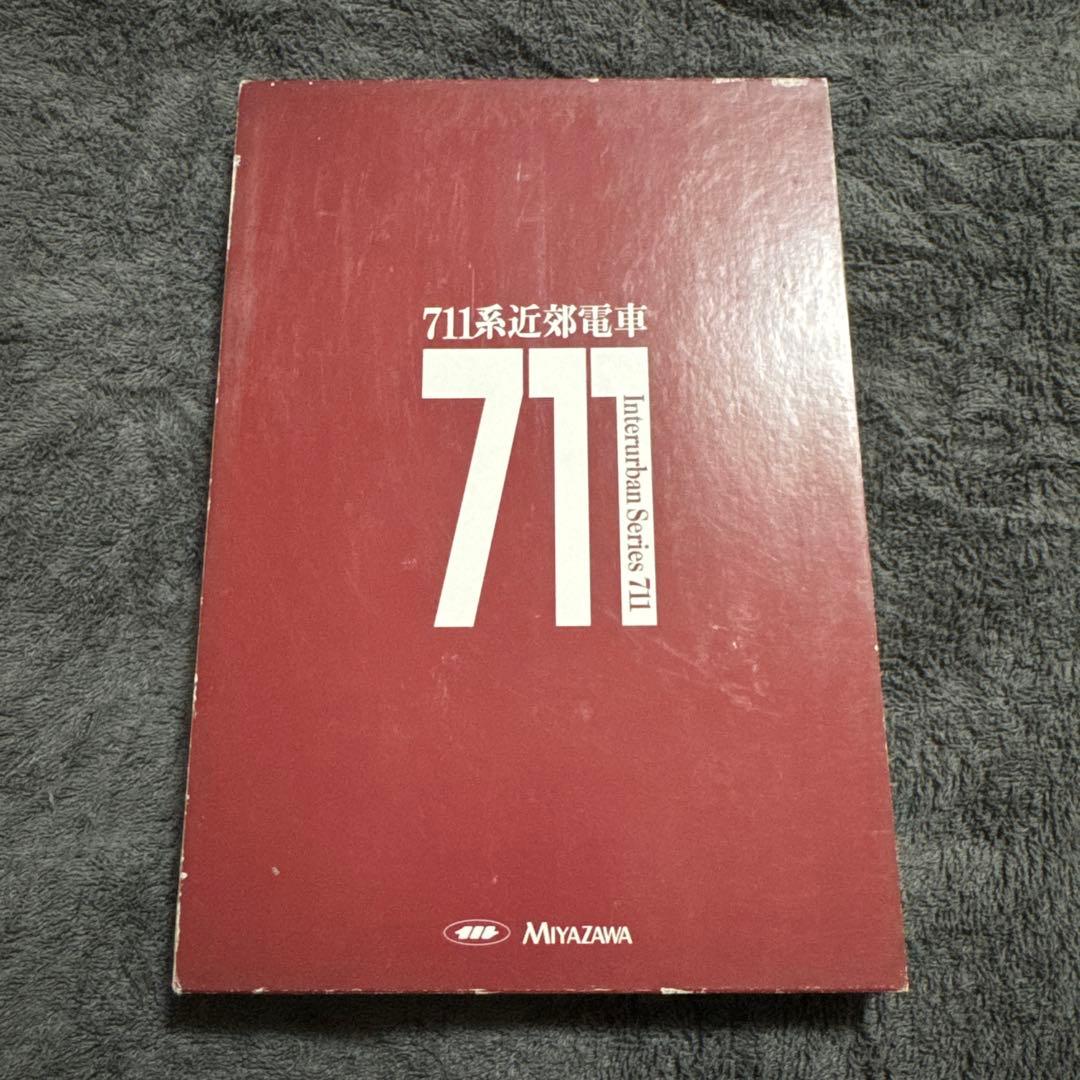 711系近郊電車
711
Interurban Series 711
MIYAZAWA